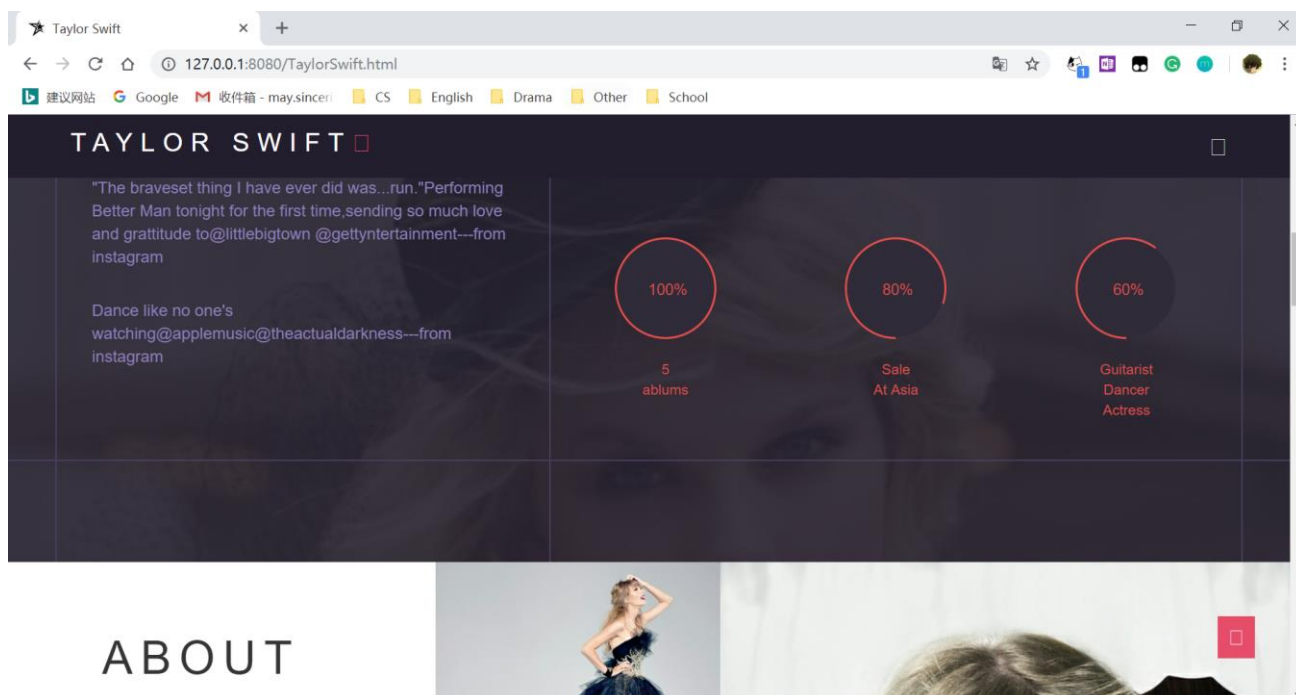 Taylor Swift
127.0.0.1:8080/TaylorSwift.html
建议网站 Google 收件箱 - may.sinceri CS English Drama Other School
TAYLOR SWIFT
"The braveset thing I have ever did was...run."Performing
Better Man tonight for the first time,sending so much love
and grattitude to@littlebigtown @gettyntertainment---from
instagram
Dance like no one's
watching@applemusic@theactualdarkness---from
instagram
100%
5
ablums
80%
Sale
At Asia
60%
Guitarist
Dancer
Actress
ABOUT